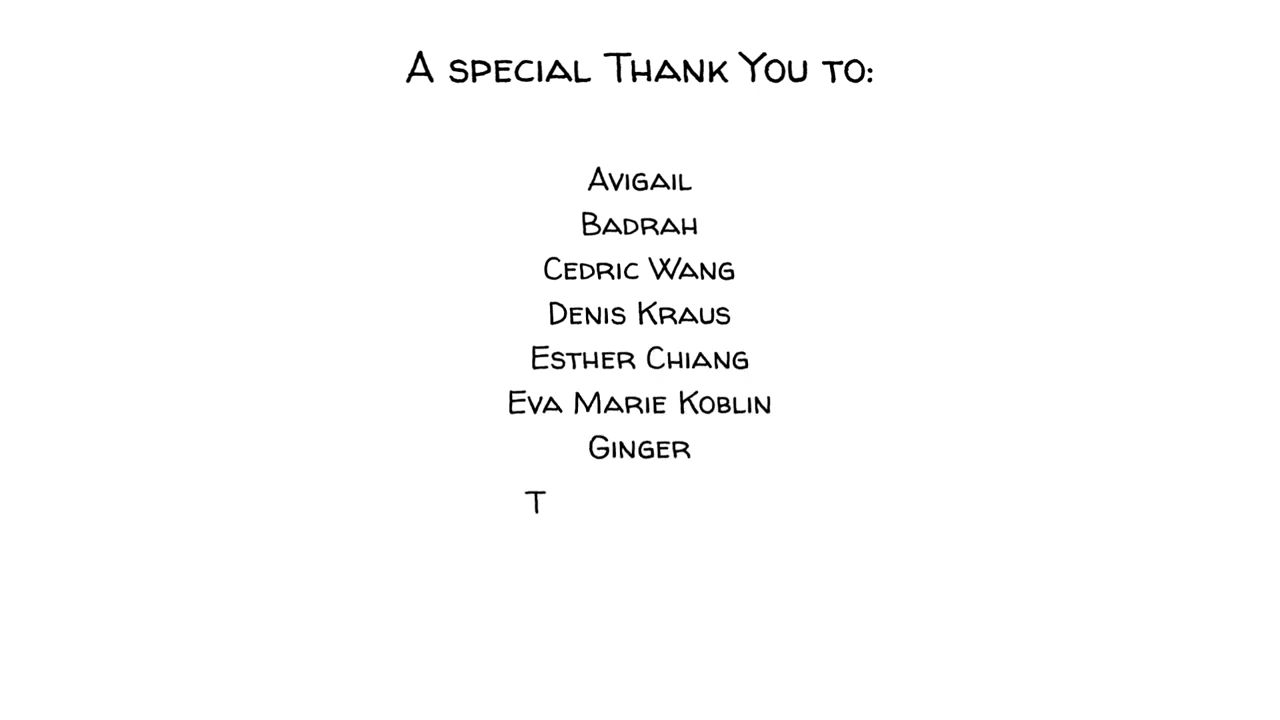 A special Thank You to:
Avigail
Badrah
Cedric Wang
Denis Kraus
Esther Chiang
Eva Marie Koblin
Ginger
T